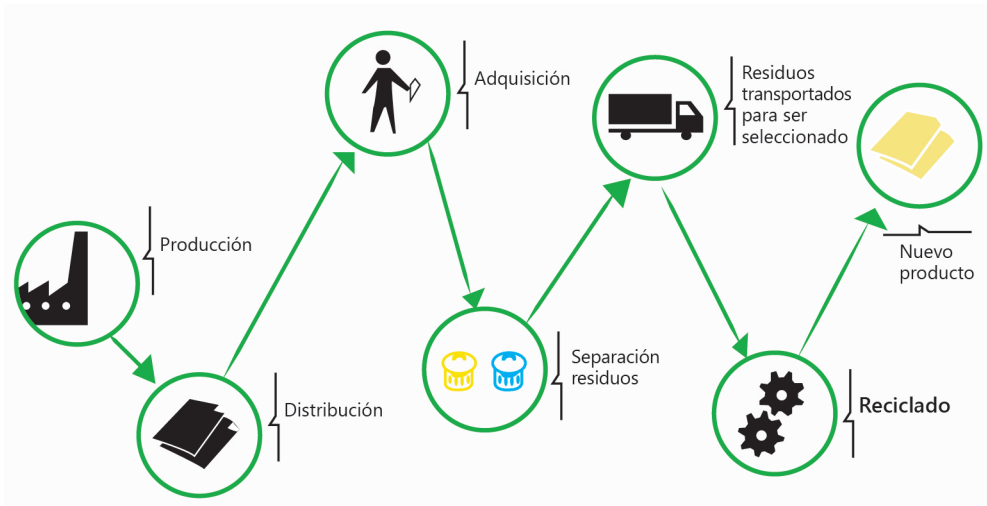 Producción
Distribución
Adquisición
Separación
residuos
Residuos
transportados
para ser
seleccionado
Reciclado
Nuevo
producto